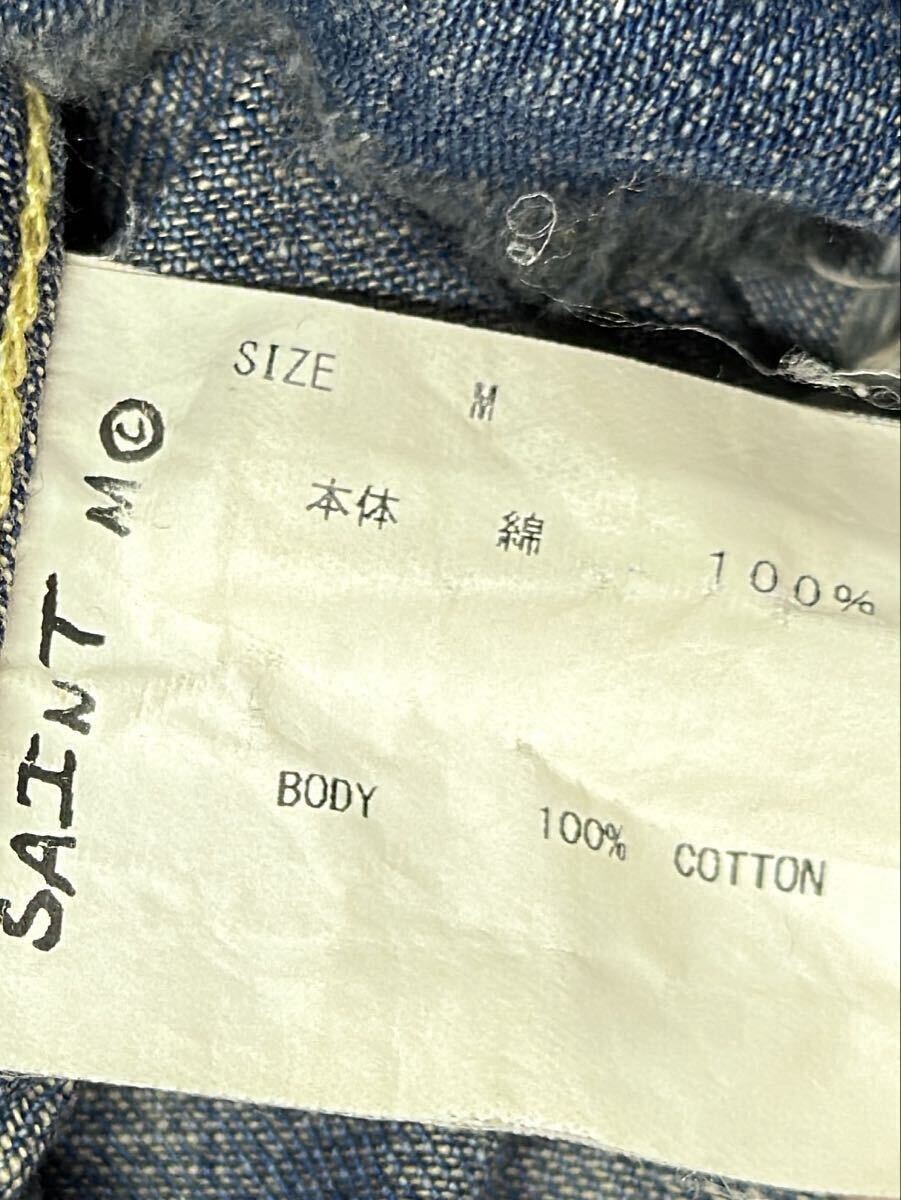 SIZE M
本体 綿 100%
BODY 100% COTTON
SAINT M©